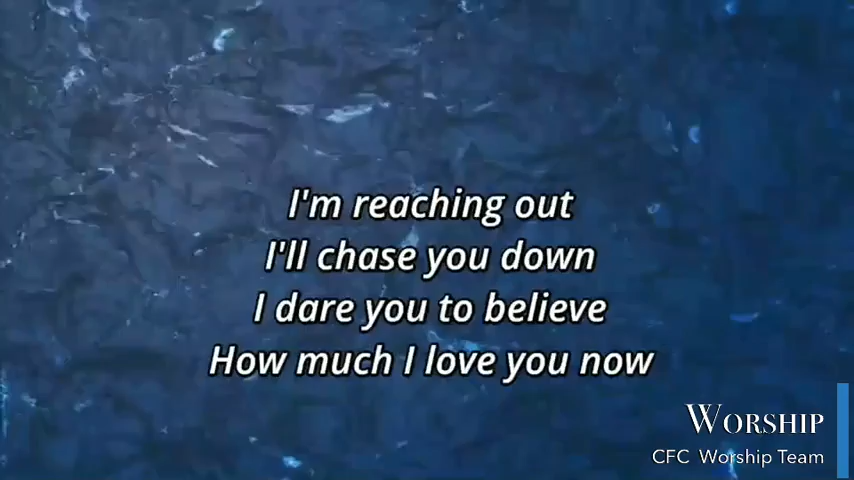 I'm reaching out
I'll chase you down
I dare you to believe
How much I love you now
WORSHIP
CFC Worship Team